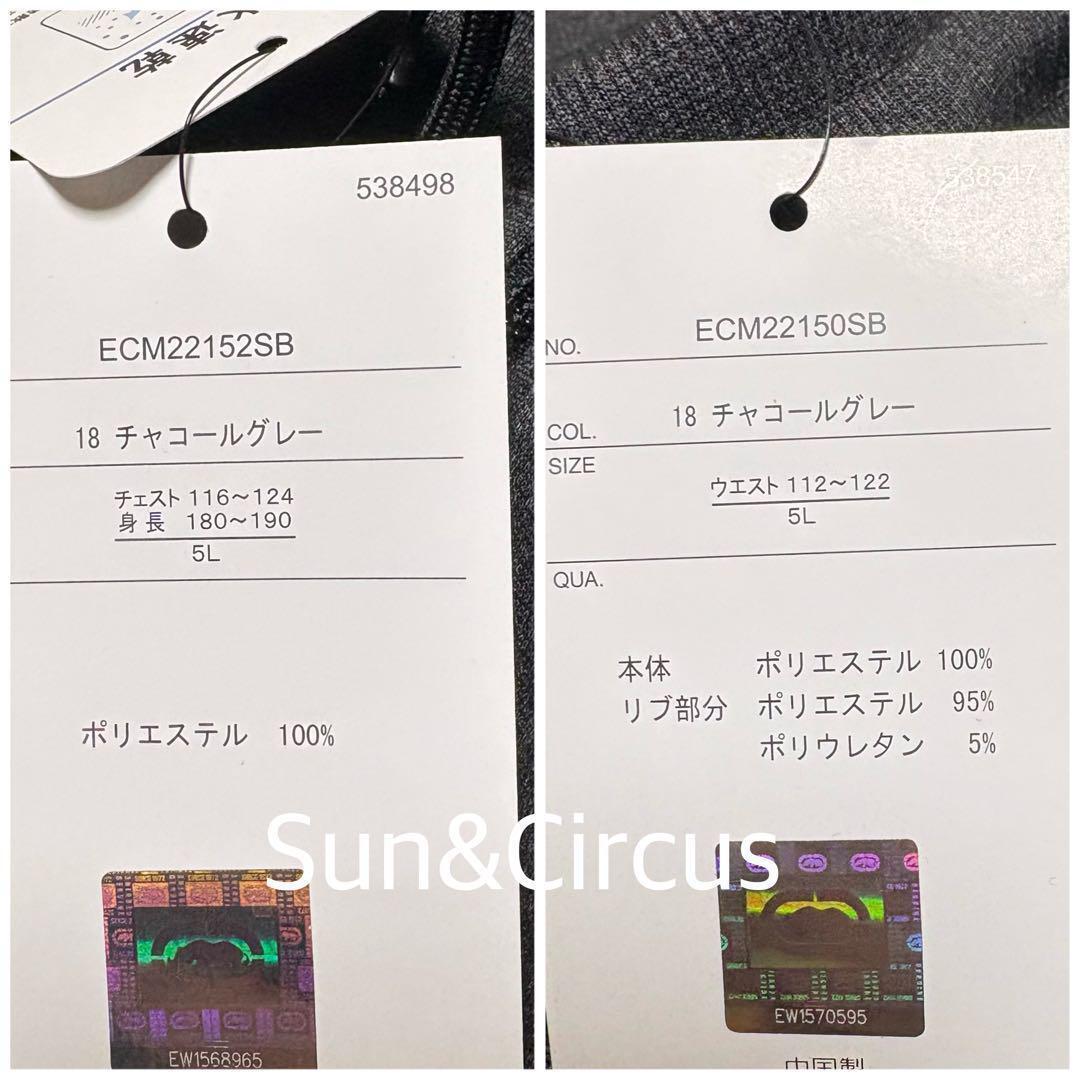 速乾
538498
ECM22152SB
18 チャコールグレー
チェスト 116～124
身長 180～190
5L
ポリエステル 100%
EW1568965
538547
NO. ECM22150SB
COL. 18 チャコールグレー
SIZE
ウエスト 112～122
5L
QUA.
本体 ポリエステル 100%
リブ部分 ポリエステル 95%
ポリウレタン 5%
EW1570595
中国製
Sun&Circus